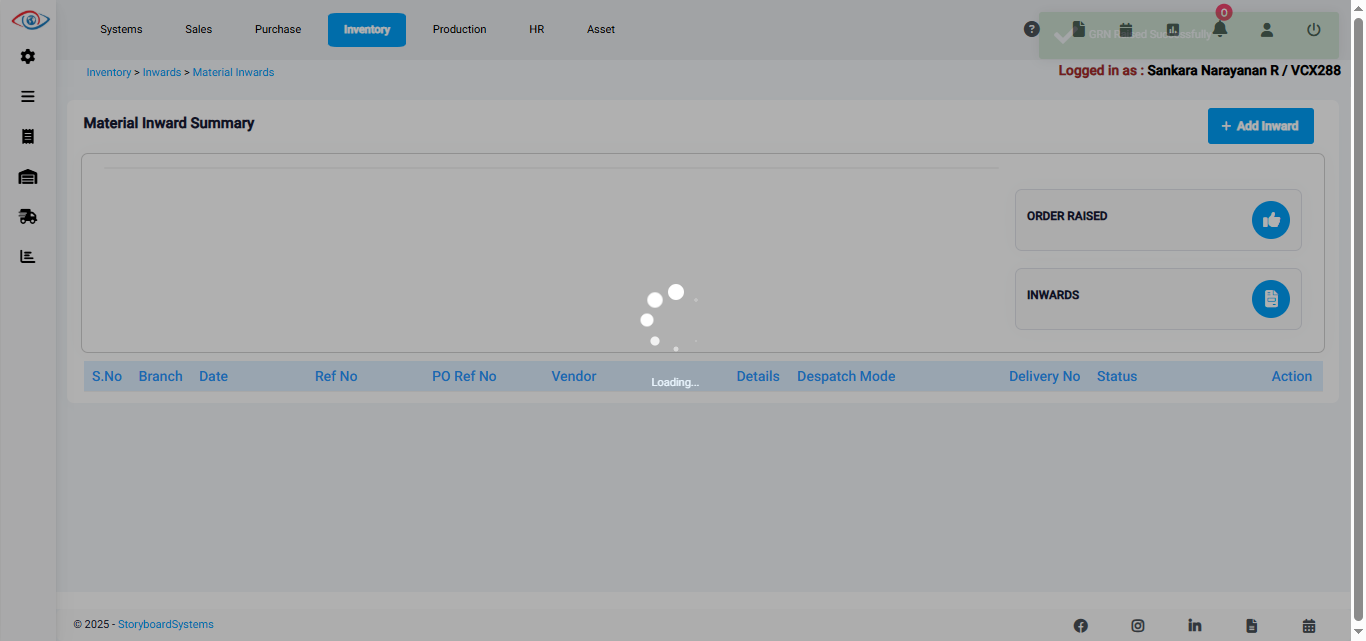 Systems Sales Purchase Inventory Production HR Asset 0
GRN Raised Successfully
Inventory > Inwards > Material Inwards
Logged in as : Sankara Narayanan R / VCX288
Material Inward Summary
+ Add Inward
ORDER RAISED
INWARDS
S.No Branch Date Ref No PO Ref No Vendor Details Despatch Mode Delivery No Status Action
Loading...
© 2025 - StoryboardSystems